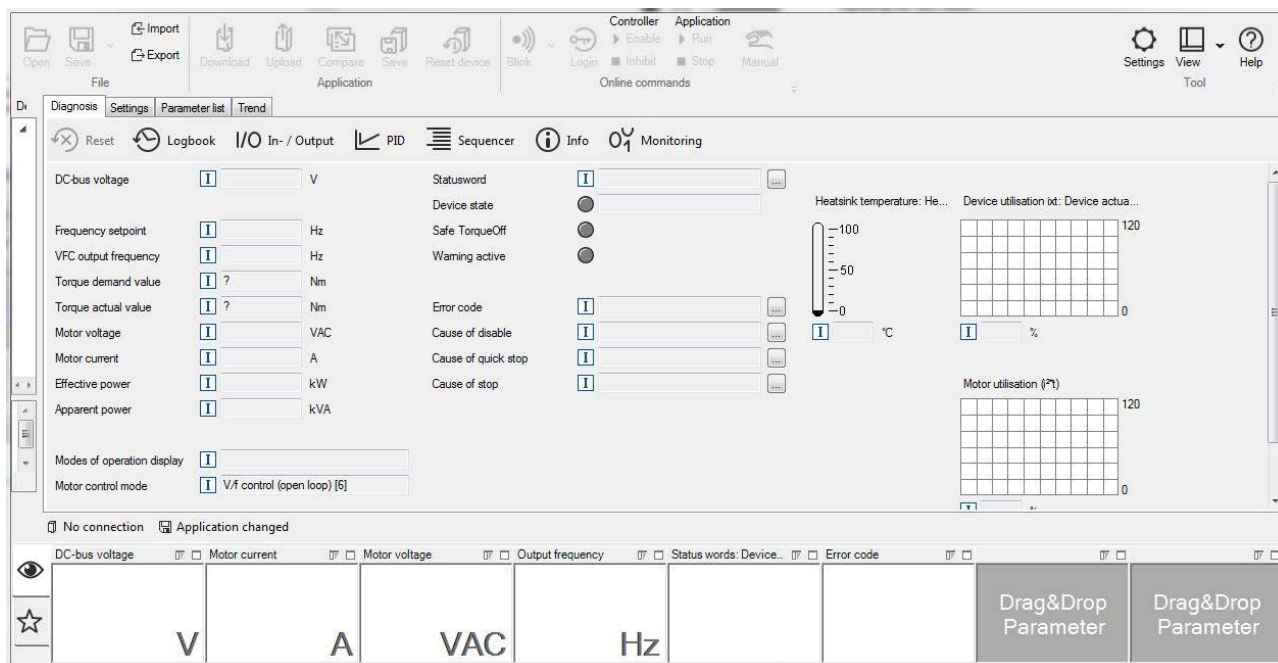 Import
Export
Open Save
Download Upload Compare Save Reset device
Blink Login
Controller Application
Enable Run
Inhibit Stop
Manual
Settings View Help
File Application Online commands Tool
Diagnosis Settings Parameter list Trend
Reset Logbook I/O In- / Output PID Sequencer Info Monitoring
DC-bus voltage I V
Frequency setpoint I Hz
VFC output frequency I Hz
Torque demand value I ? Nm
Torque actual value I ? Nm
Motor voltage I VAC
Motor current I A
Effective power I kW
Apparent power I kVA
Modes of operation display I
Motor control mode I V/f control (open loop) [6]
Statusword I ...
Device state
Safe TorqueOff
Warning active
Error code I ...
Cause of disable I ...
Cause of quick stop I ...
Cause of stop I ...
Heatsink temperature: He...
100
50
0
I °C
Device utilisation ixt: Device actua...
120
0
I %
Motor utilisation (i²*t)
120
0
No connection Application changed
DC-bus voltage Motor current Motor voltage Output frequency Status words: Device... Error code
V A VAC Hz
Drag&Drop
Parameter
Drag&Drop
Parameter